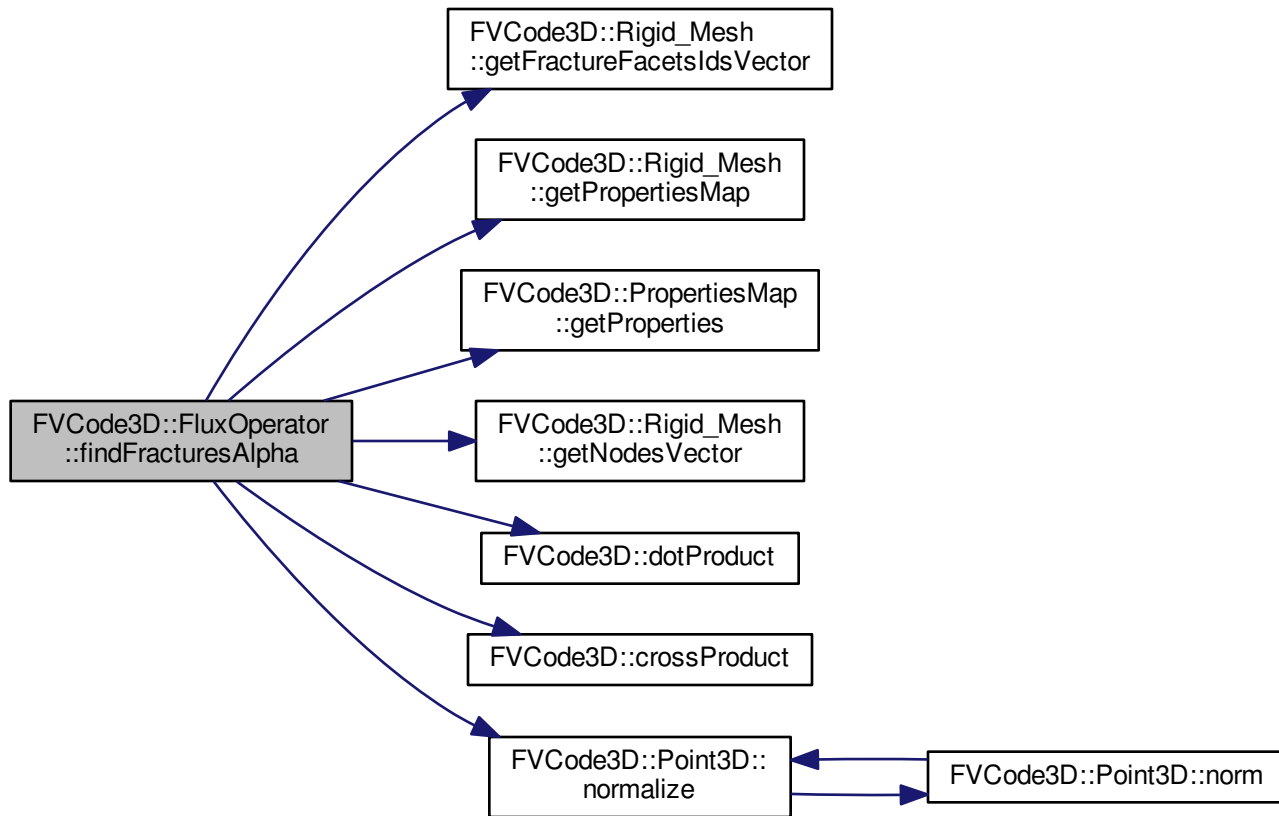 FVCode3D::Rigid_Mesh
::getFractureFacetsIdsVector
FVCode3D::Rigid_Mesh
::getPropertiesMap
FVCode3D::PropertiesMap
::getProperties
FVCode3D::FluxOperator
::findFracturesAlpha
FVCode3D::Rigid_Mesh
::getNodesVector
FVCode3D::dotProduct
FVCode3D::crossProduct
FVCode3D::Point3D::
normalize
FVCode3D::Point3D::norm